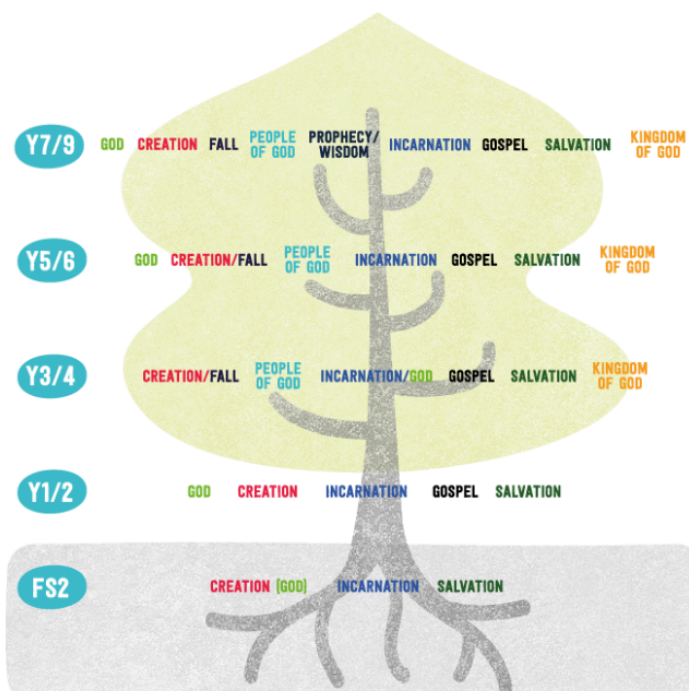 Y7/9 GOD CREATION FALL PEOPLE OF GOD PROPHECY/WISDOM INCARNATION GOSPEL SALVATION KINGDOM OF GOD
Y5/6 GOD CREATION/FALL PEOPLE OF GOD INCARNATION GOSPEL SALVATION KINGDOM OF GOD
Y3/4 CREATION/FALL PEOPLE OF GOD INCARNATION/GOD GOSPEL SALVATION KINGDOM OF GOD
Y1/2 GOD CREATION INCARNATION GOSPEL SALVATION
FS2 CREATION (GOD) INCARNATION SALVATION